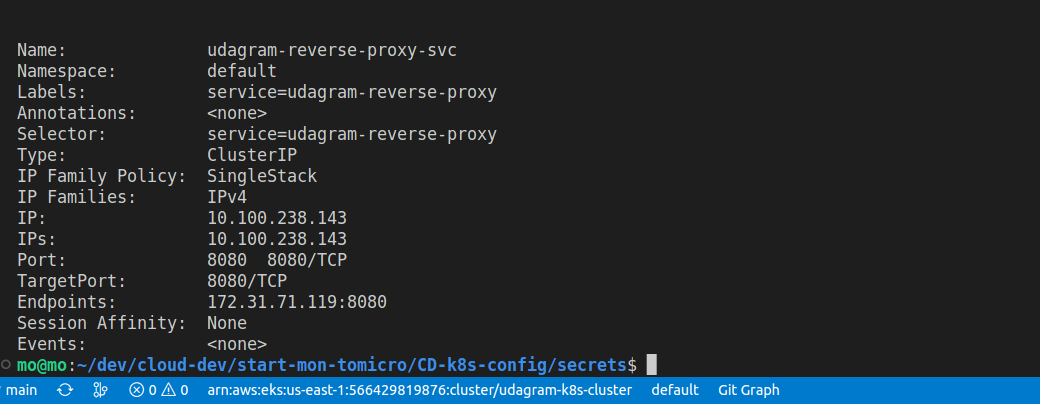 Name: udagram-reverse-proxy-svc
Namespace: default
Labels: service=udagram-reverse-proxy
Annotations: <none>
Selector: service=udagram-reverse-proxy
Type: ClusterIP
IP Family Policy: SingleStack
IP Families: IPv4
IP: 10.100.238.143
IPs: 10.100.238.143
Port: 8080 8080/TCP
TargetPort: 8080/TCP
Endpoints: 172.31.71.119:8080
Session Affinity: None
Events: <none>
mo@mo:~/dev/cloud-dev/start-mon-tomicro/CD-k8s-config/secrets$
main 0 0 arn:aws:eks:us-east-1:566429819876:cluster/udagram-k8s-cluster default Git Graph